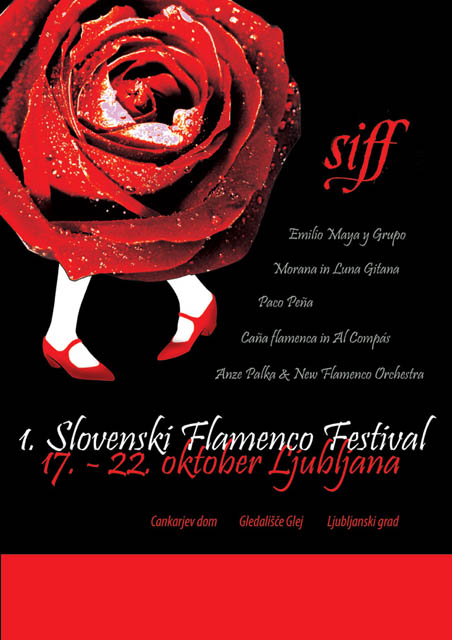 siff
Emilio Maya y Grupo
Morana in Luna Gitana
Paco Peña
Caña flamenca in Al Compás
Anze Palka & New Flamenco Orchestra
1. Slovenski Flamenco Festival
17. - 22. oktober Ljubljana
Cankarjev dom Gledališče Glej Ljubljanski grad